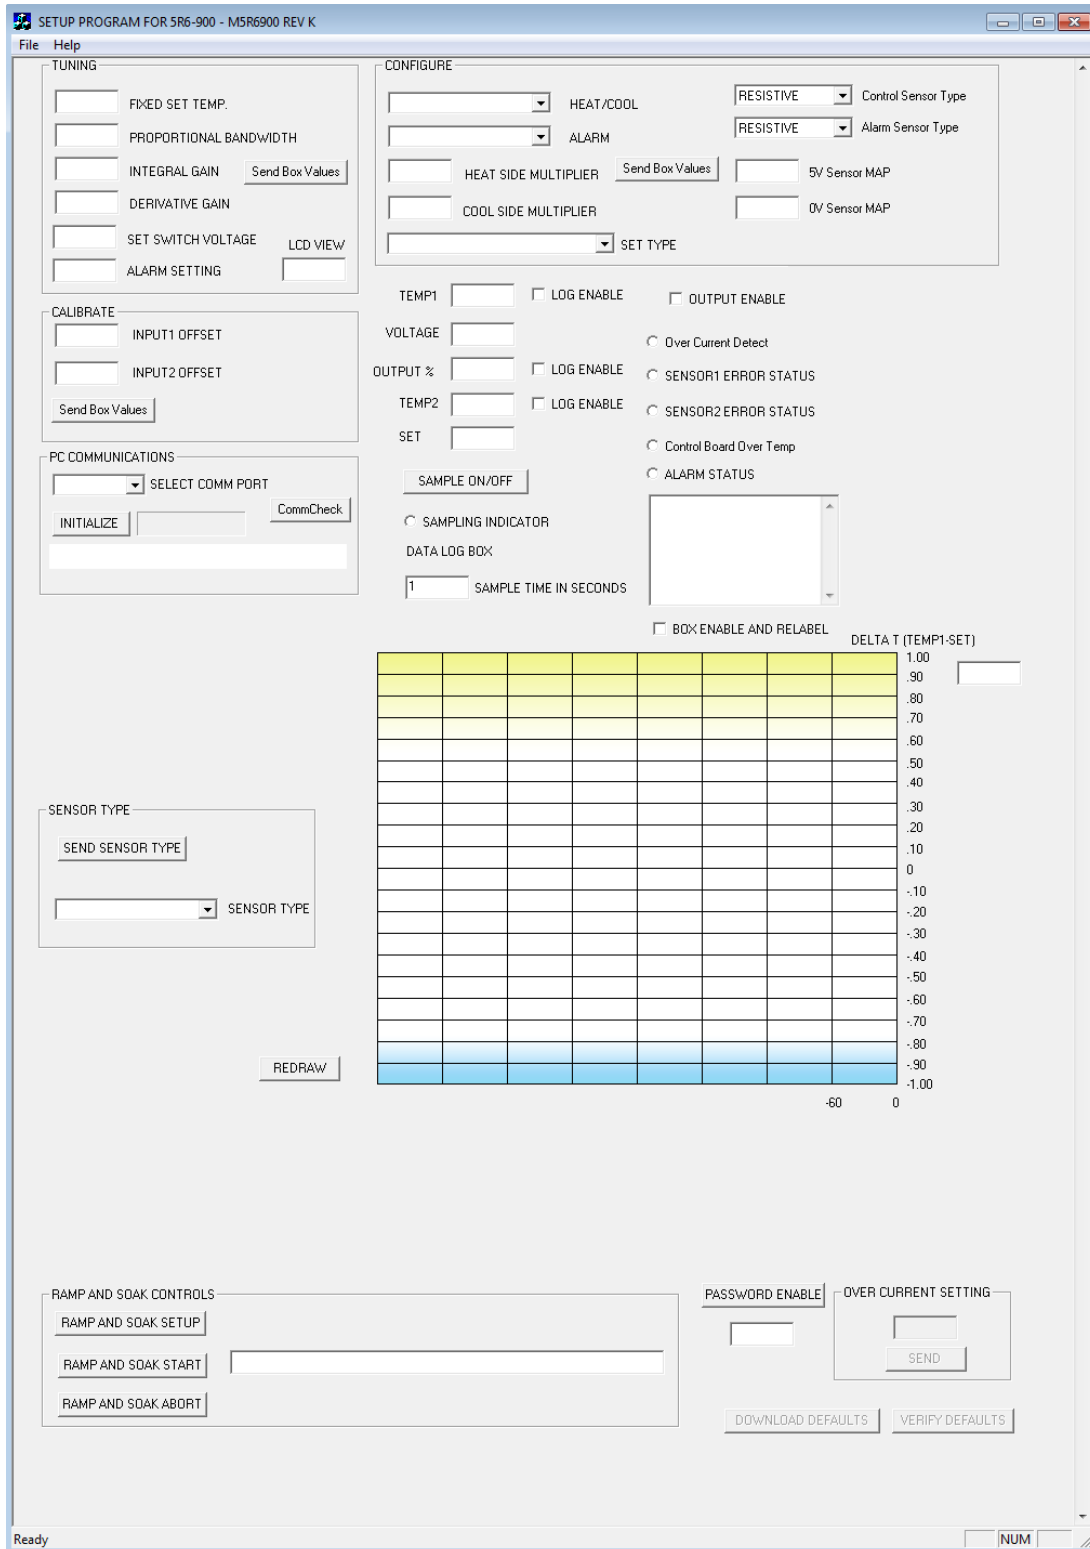 SETUP PROGRAM FOR 5R6-900 - M5R6900 REV K
File Help
TUNING
FIXED SET TEMP.
PROPORTIONAL BANDWIDTH
INTEGRAL GAIN
Send Box Values
DERIVATIVE GAIN
SET SWITCH VOLTAGE
LCD VIEW
ALARM SETTING
CONFIGURE
HEAT/COOL
RESISTIVE
Control Sensor Type
ALARM
RESISTIVE
Alarm Sensor Type
HEAT SIDE MULTIPLIER
Send Box Values
5V Sensor MAP
COOL SIDE MULTIPLIER
0V Sensor MAP
SET TYPE
CALIBRATE
INPUT1 OFFSET
INPUT2 OFFSET
Send Box Values
TEMP1
LOG ENABLE
OUTPUT ENABLE
VOLTAGE
Over Current Detect
OUTPUT %
LOG ENABLE
SENSOR1 ERROR STATUS
TEMP2
LOG ENABLE
SENSOR2 ERROR STATUS
SET
Control Board Over Temp
SAMPLE ON/OFF
ALARM STATUS
SAMPLING INDICATOR
DATA LOG BOX
1
SAMPLE TIME IN SECONDS
BOX ENABLE AND RELABEL
PC COMMUNICATIONS
SELECT COMM PORT
INITIALIZE
CommCheck
DELTA T (TEMP1-SET)
1.00
.90
.80
.70
.60
.50
.40
.30
.20
.10
0
-.10
-.20
-.30
-.40
-.50
-.60
-.70
-.80
-.90
-1.00
-60 0
SENSOR TYPE
SEND SENSOR TYPE
SENSOR TYPE
REDRAW
RAMP AND SOAK CONTROLS
RAMP AND SOAK SETUP
RAMP AND SOAK START
RAMP AND SOAK ABORT
PASSWORD ENABLE
OVER CURRENT SETTING
SEND
DOWNLOAD DEFAULTS
VERIFY DEFAULTS
Ready
NUM